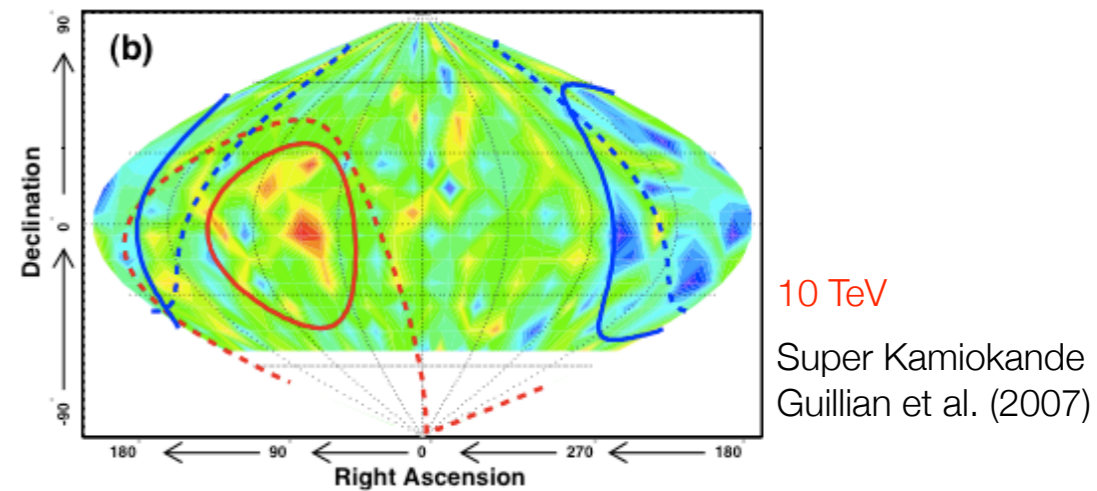 (b)
90
0
-90
Declination
180
90
0
270
180
Right Ascension
10 TeV
Super Kamiokande
Guillian et al. (2007)